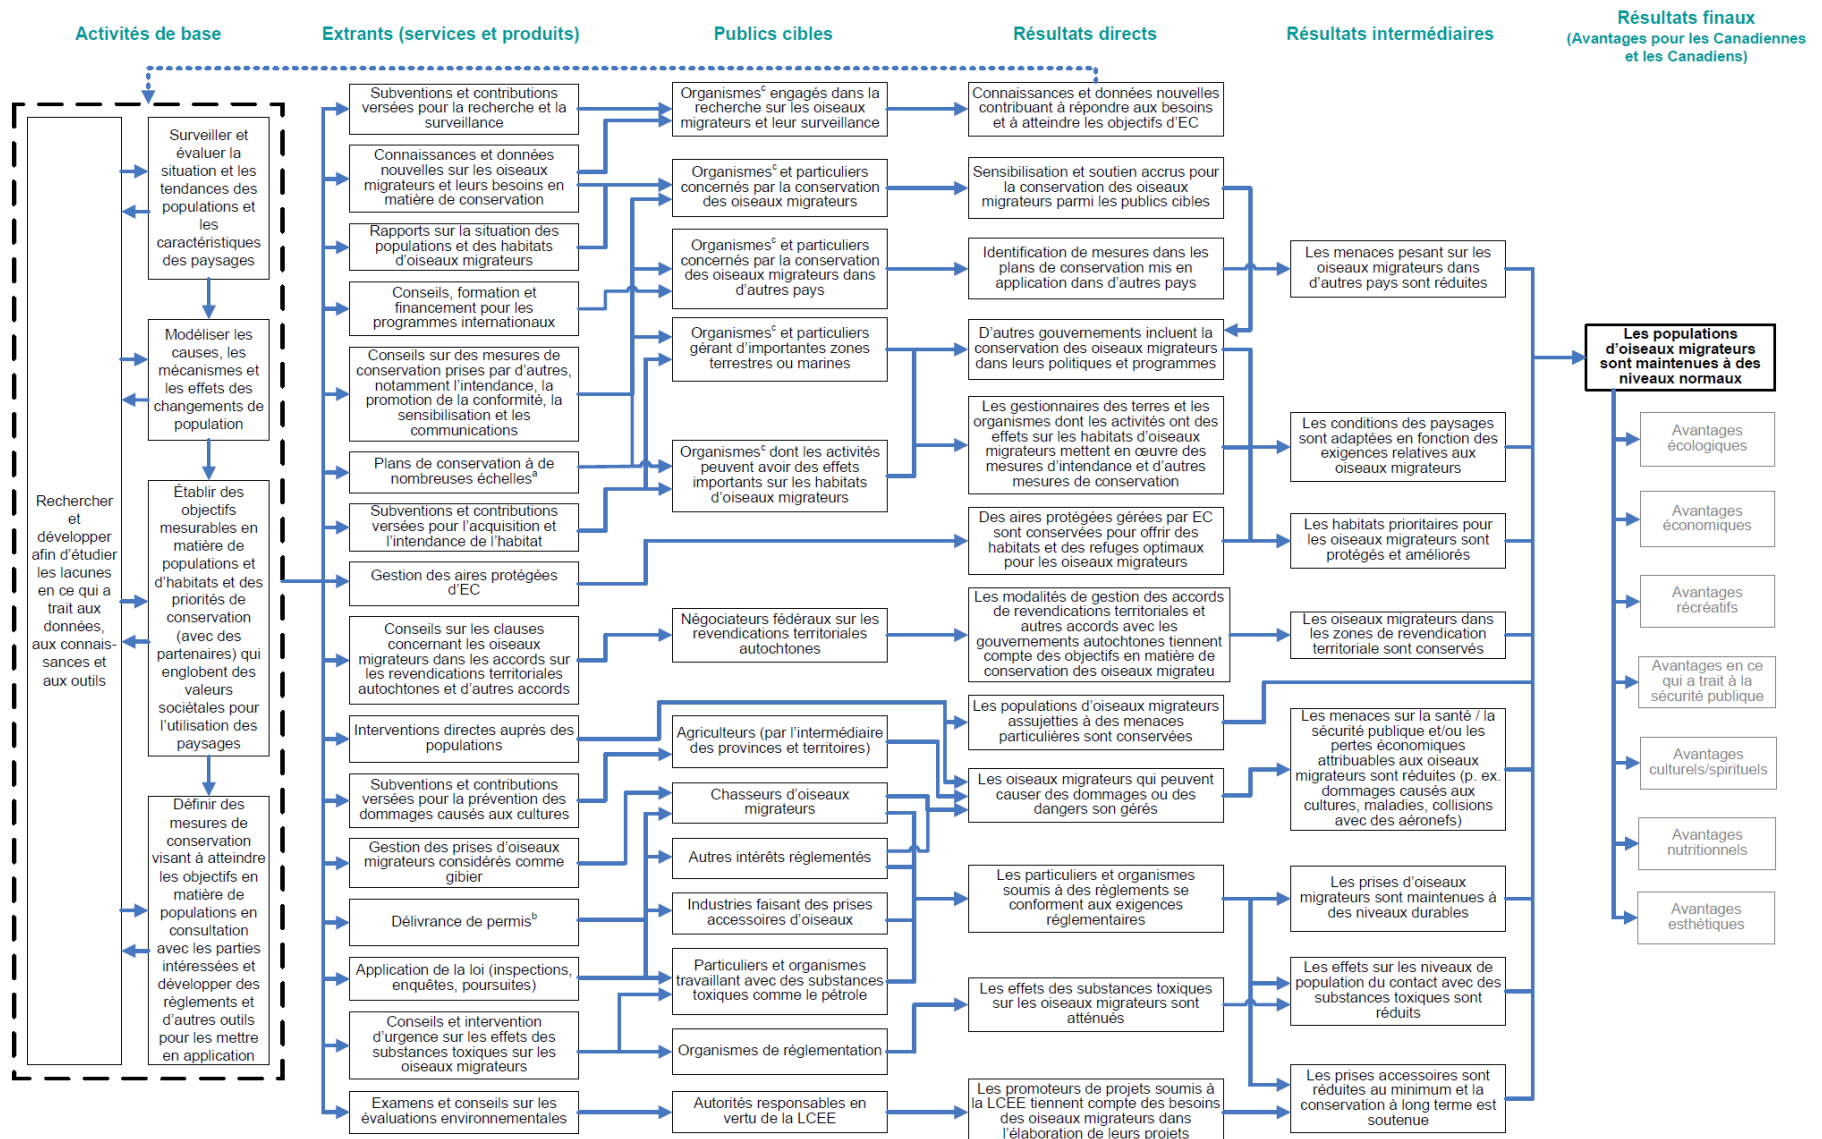 Activités de base
Extrants (services et produits)
Publics cibles
Résultats directs
Résultats intermédiaires
Résultats finaux
(Avantages pour les Canadiennes
et les Canadiens)
Rechercher
et
développer
afin d'étudier
les lacunes
en ce qui a
trait aux
données,
aux connais-
sances et
aux outils
Surveiller et
évaluer la
situation et les
tendances des
populations et
les
caractéristiques
des paysages
Modéliser les
causes, les
mécanismes et
les effets des
changements de
population
Établir des
objectifs
mesurables en
matière de
populations et
d'habitats et des
priorités de
conservation
(avec des
partenaires) qui
englobent des
valeurs
sociétales pour
l'utilisation des
paysages
Définir des
mesures de
conservation
visant à atteindre
les objectifs en
matière de
populations en
consultation
avec les parties
intéressées et
développer des
règlements et
d'autres outils
pour les mettre
en application
Subventions et contributions
versées pour la recherche et la
surveillance
Connaissances et données
nouvelles sur les oiseaux
migrateurs et leurs besoins en
matière de conservation
Rapports sur la situation des
populations et des habitats
d'oiseaux migrateurs
Conseils, formation et
financement pour les
programmes internationaux
Conseils sur des mesures de
conservation prises par d'autres,
notamment l'intendance, la
promotion de la conformité, la
sensibilisation et les
communications
Plans de conservation à de
nombreuses échellesᵃ
Subventions et contributions
versées pour l'acquisition et
l'intendance de l'habitat
Gestion des aires protégées
d'EC
Conseils sur les clauses
concernant les oiseaux
migrateurs dans les accords sur
les revendications territoriales
autochtones et d'autres accords
Interventions directes auprès des
populations
Subventions et contributions
versées pour la prévention des
dommages causés aux cultures
Gestion des prises d'oiseaux
migrateurs considérés comme
gibier
Délivrance de permisᵇ
Application de la loi (inspections,
enquêtes, poursuites)
Conseils et intervention
d'urgence sur les effets des
substances toxiques sur les
oiseaux migrateurs
Examens et conseils sur les
évaluations environnementales
Organismesᶜ engagés dans la
recherche sur les oiseaux
migrateurs et leur surveillance
Organismesᶜ et particuliers
concernés par la conservation
des oiseaux migrateurs
Organismesᶜ et particuliers
concernés par la conservation
des oiseaux migrateurs dans
d'autres pays
Organismesᶜ et particuliers
gérant d'importantes zones
terrestres ou marines
Organismesᶜ dont les activités
peuvent avoir des effets
importants sur les habitats
d'oiseaux migrateurs
Négociateurs fédéraux sur les
revendications territoriales
autochtones
Agriculteurs (par l'intermédiaire
des provinces et territoires)
Chasseurs d'oiseaux
migrateurs
Autres intérêts réglementés
Industries faisant des prises
accessoires d'oiseaux
Particuliers et organismes
travaillant avec des substances
toxiques comme le pétrole
Organismes de réglementation
Autorités responsables en
vertu de la LCEE
Connaissances et données nouvelles
contribuant à répondre aux besoins
et à atteindre les objectifs d'EC
Sensibilisation et soutien accrus pour
la conservation des oiseaux
migrateurs parmi les publics cibles
Identification de mesures dans les
plans de conservation mis en
application dans d'autres pays
D'autres gouvernements incluent la
conservation des oiseaux migrateurs
dans leurs politiques et programmes
Les gestionnaires des terres et les
organismes dont les activités ont des
effets sur les habitats d'oiseaux
migrateurs mettent en œuvre des
mesures d'intendance et d'autres
mesures de conservation
Des aires protégées gérées par EC
sont conservées pour offrir des
habitats et des refuges optimaux
pour les oiseaux migrateurs
Les modalités de gestion des accords
de revendications territoriales et
autres accords avec les
gouvernements autochtones tiennent
compte des objectifs en matière de
conservation des oiseaux migrateu
Les populations d'oiseaux migrateurs
assujetties à des menaces
particulières sont conservées
Les oiseaux migrateurs qui peuvent
causer des dommages ou des
dangers son gérés
Les particuliers et organismes
soumis à des règlements se
conforment aux exigences
réglementaires
Les effets des substances toxiques
sur les oiseaux migrateurs sont
atténués
Les promoteurs de projets soumis à
la LCEE tiennent compte des besoins
des oiseaux migrateurs dans
l'élaboration de leurs projets
Les menaces pesant sur les
oiseaux migrateurs dans
d'autres pays sont réduites
Les conditions des paysages
sont adaptées en fonction des
exigences relatives aux
oiseaux migrateurs
Les habitats prioritaires pour
les oiseaux migrateurs sont
protégés et améliorés
Les oiseaux migrateurs dans
les zones de revendication
territoriale sont conservés
Les menaces sur la santé / la
sécurité publique et/ou les
pertes économiques
attribuables aux oiseaux
migrateurs sont réduites (p. ex.
dommages causés aux
cultures, maladies, collisions
avec des aéronefs)
Les prises d'oiseaux
migrateurs sont maintenues à
des niveaux durables
Les effets sur les niveaux de
population du contact avec des
substances toxiques sont
réduits
Les prises accessoires sont
réduites au minimum et la
conservation à long terme est
soutenue
Les populations
d'oiseaux migrateurs
sont maintenues à des
niveaux normaux
Avantages
écologiques
Avantages
économiques
Avantages
récréatifs
Avantages en ce
qui a trait à la
sécurité publique
Avantages
culturels/spirituels
Avantages
nutritionnels
Avantages
esthétiques